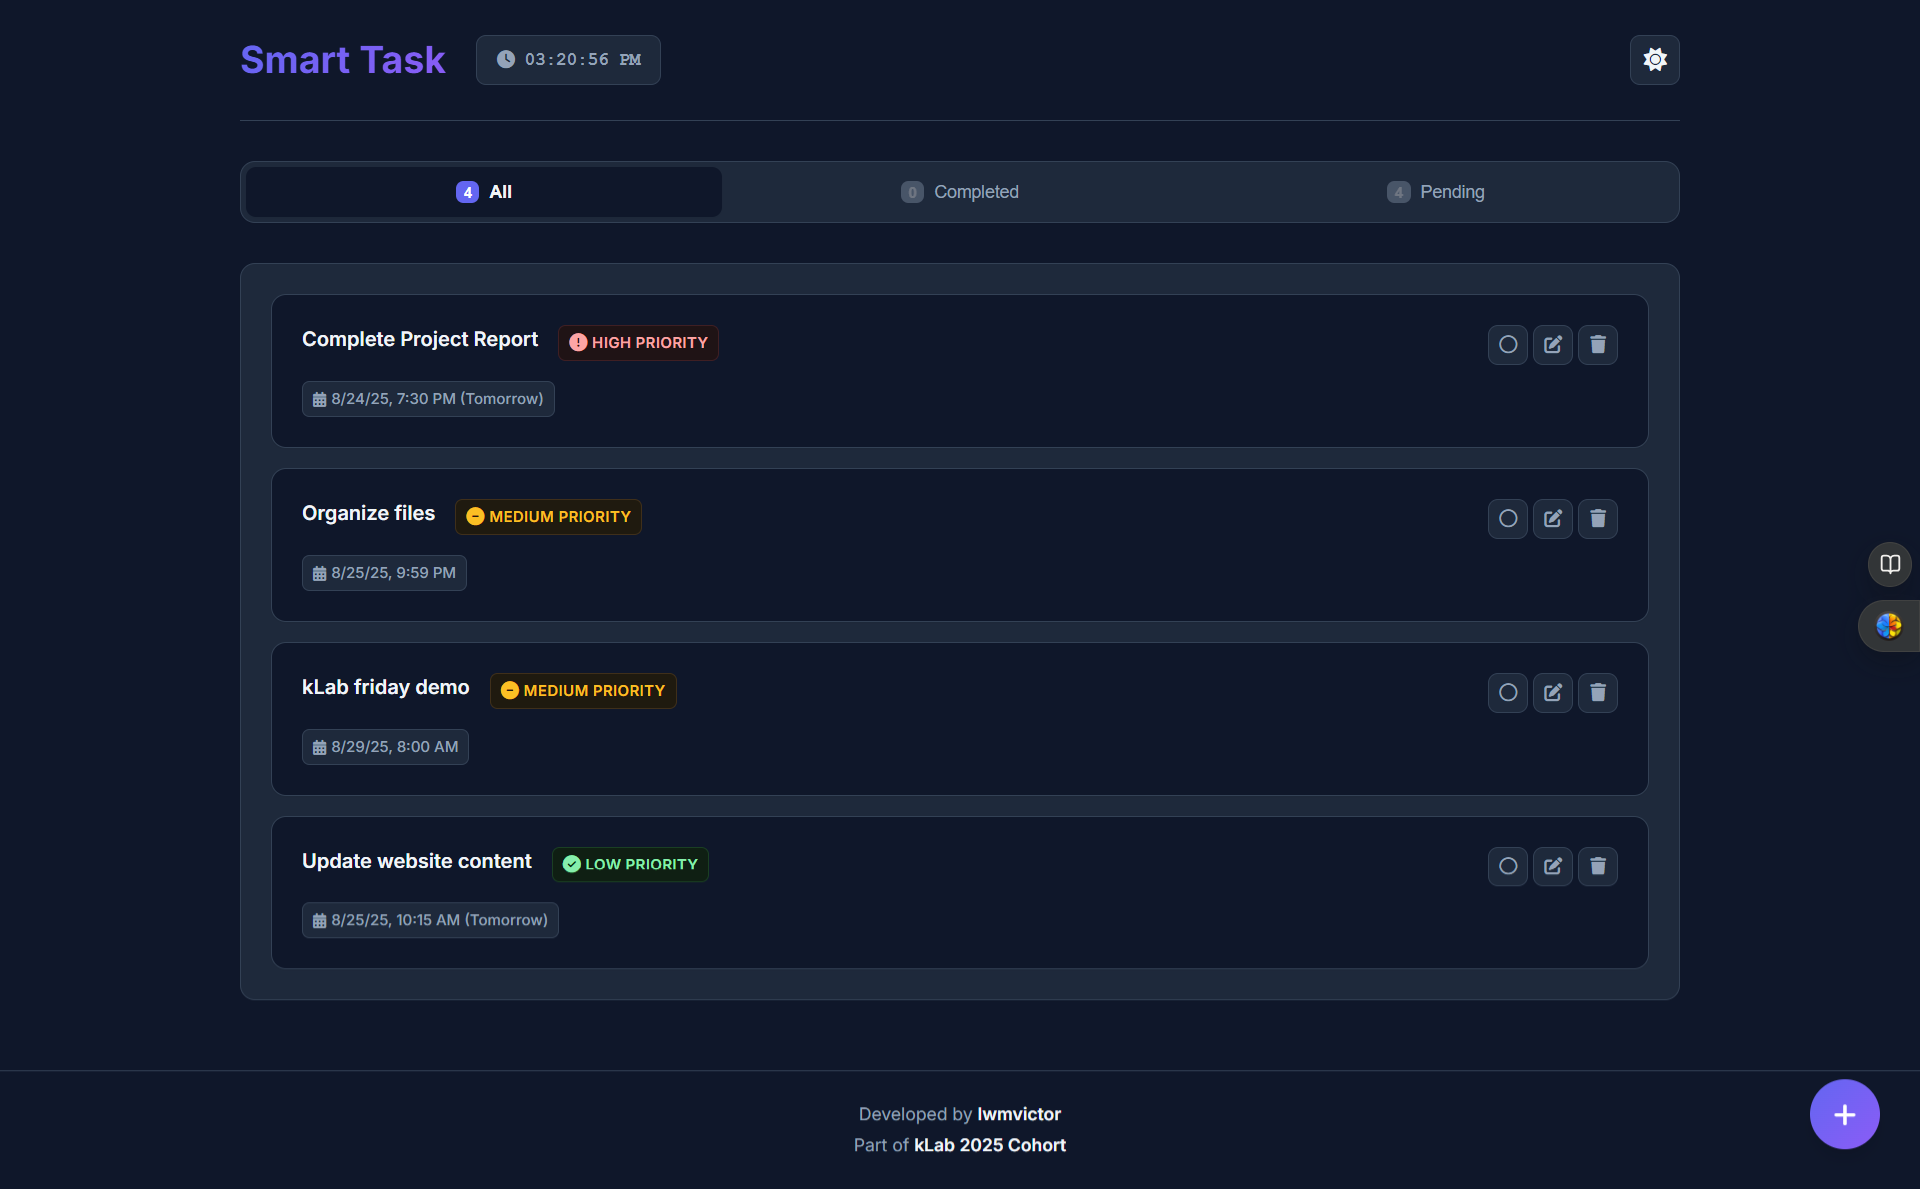 Smart Task
03:20:56 PM
4 All
0 Completed
4 Pending
Complete Project Report
HIGH PRIORITY
8/24/25, 7:30 PM (Tomorrow)
Organize files
MEDIUM PRIORITY
8/25/25, 9:59 PM
kLab friday demo
MEDIUM PRIORITY
8/29/25, 8:00 AM
Update website content
LOW PRIORITY
8/25/25, 10:15 AM (Tomorrow)
Developed by lwmvictor
Part of kLab 2025 Cohort